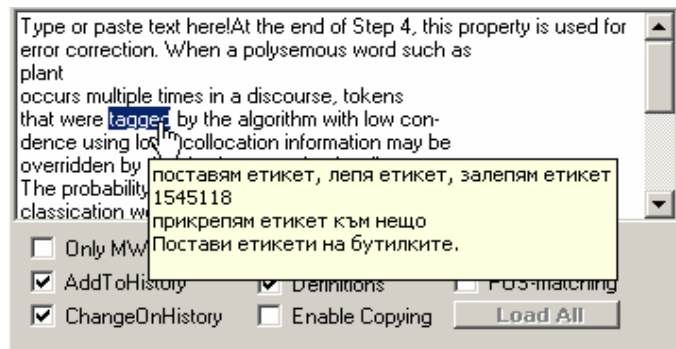 Type or paste text here!At the end of Step 4, this property is used for
error correction. When a polysemous word such as
plant
occurs multiple times in a discourse, tokens
that were tagged by the algorithm with low con-
dence using collocation information may be
overridden by
The probability
classication
поставям етикет, лепя етикет, залепям етикет
1545118
прикрепям етикет към нещо
Постави етикети на бутилките.
Only MW
AddToHistory Definitions POS-matching
ChangeOnHistory Enable Copying Load All